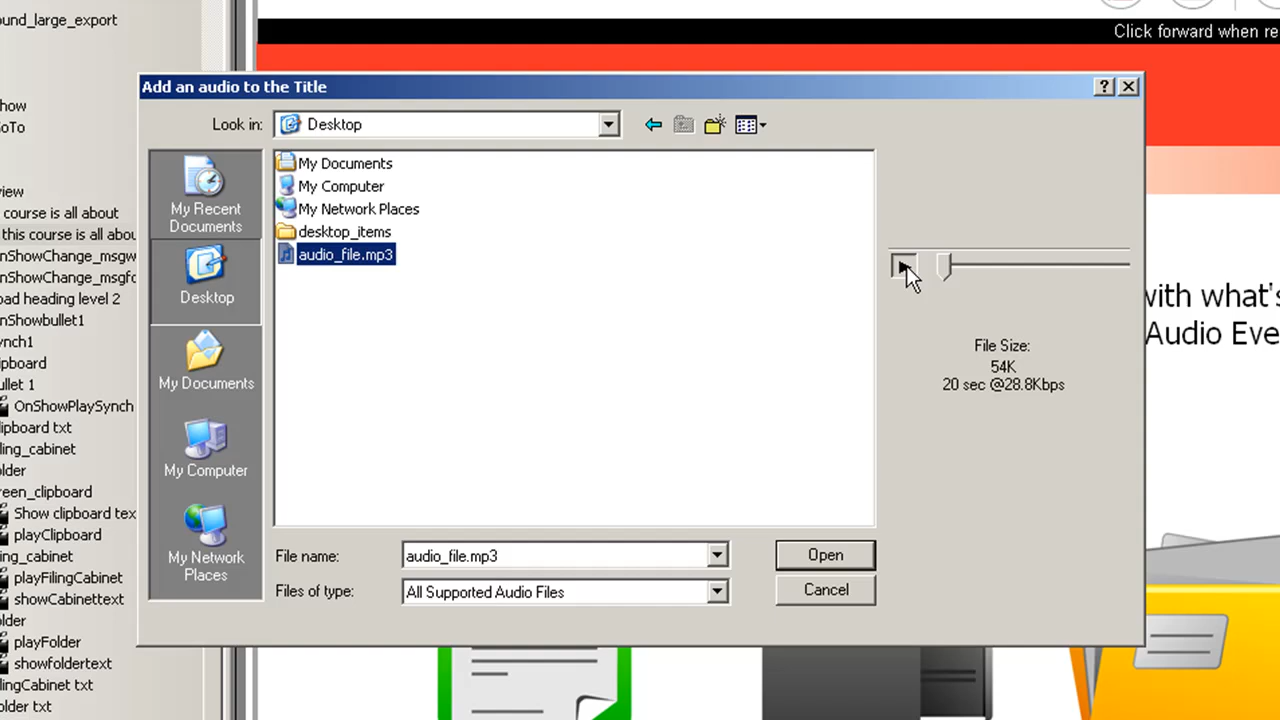 ound_large_export
Click forward when re
Add an audio to the Title
Look in:
Desktop
My Recent
Documents
Desktop
My Documents
My Computer
My Network
Places
My Documents
My Computer
My Network Places
desktop_items
audio_file.mp3
File Size:
54K
20 sec @28.8Kbps
File name:
audio_file.mp3
Open
Files of type:
All Supported Audio Files
Cancel
how
oTo
iew
course is all about
this course is all abou
nShowChange_msgw
nShowChange_msgfo
oad heading level 2
nShowbullet1
ynch1
ipboard
ullet 1
OnShowPlaySynch
lipboard txt
ling_cabinet
older
reen_clipboard
Show clipboard tex
playClipboard
ing_cabinet
playFilingCabinet
showCabinettext
older
playFolder
showfoldertext
lingCabinet txt
older txt
with what's
Audio Eve